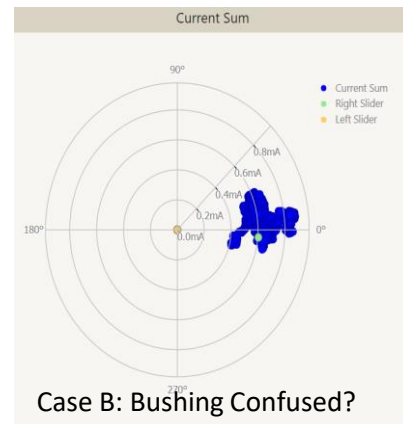 Current Sum
90°
Current Sum
Right Slider
Left Slider
0.8mA
0.6mA
0.4mA
0.2mA
0.0mA
180°
0°
270°
Case B: Bushing Confused?